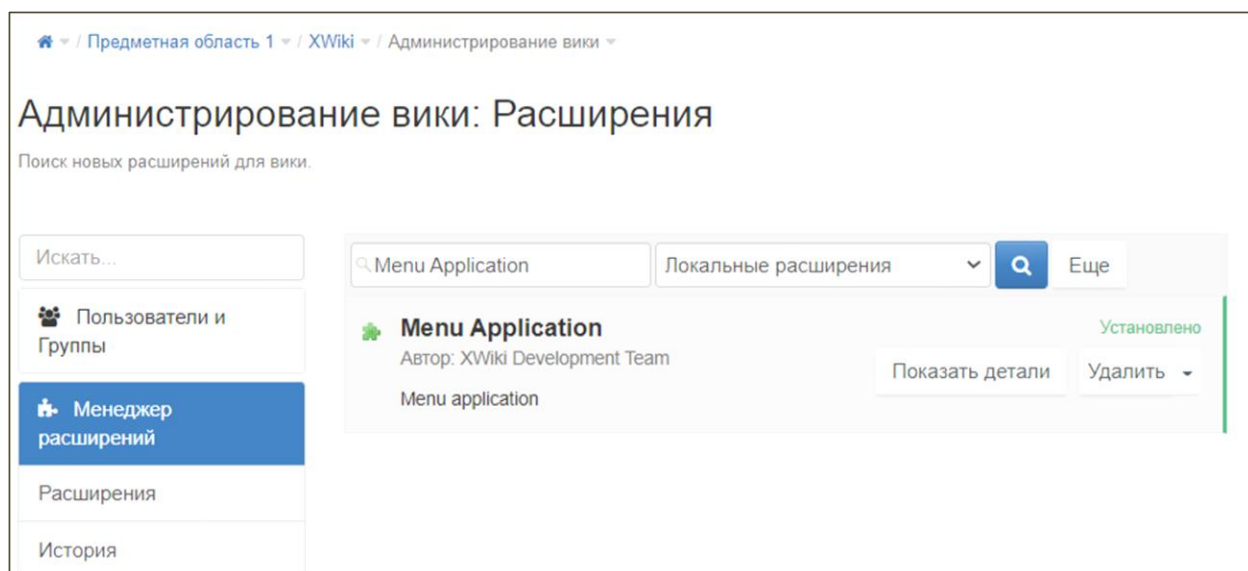 / Предметная область 1 / XWiki / Администрирование вики
Администрирование вики: Расширения
Поиск новых расширений для вики.
Искать...
Menu Application
Локальные расширения
Еще
Пользователи и
Группы
Menu Application
Установлено
Автор: XWiki Development Team
Показать детали
Удалить
Menu application
Менеджер
расширений
Расширения
История